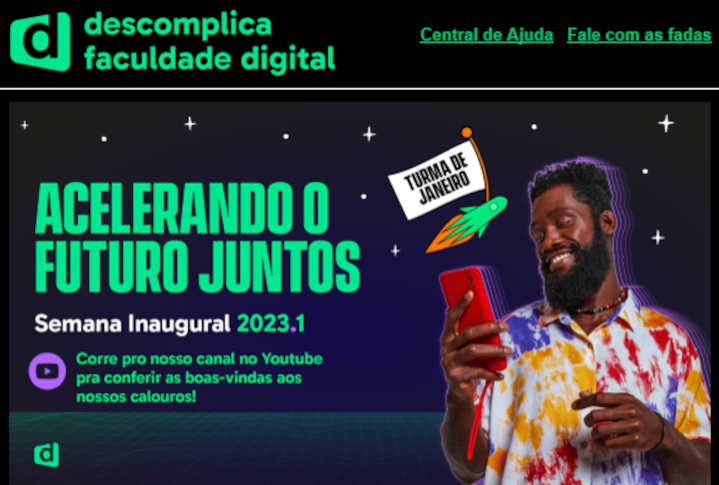 descomplica
faculdade digital
Central de Ajuda Fale com as fadas
TURMA DE
JANEIRO
ACELERANDO O
FUTURO JUNTOS
Semana Inaugural 2023.1
Corre pro nosso canal no Youtube
pra conferir as boas-vindas aos
nossos calouros!